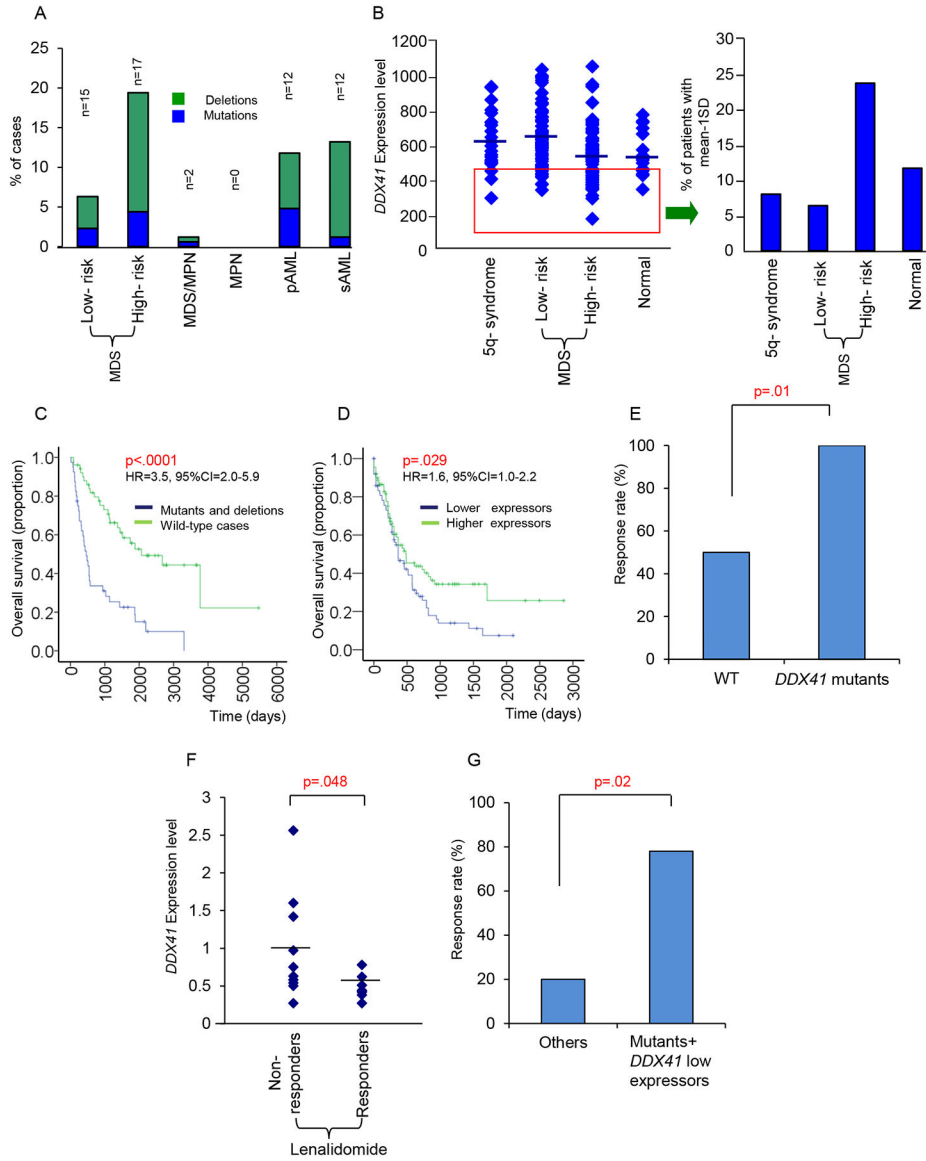 A
% of cases
25
20
15
10
5
0
n=15
n=17
n=2
n=0
n=12
n=12
Deletions
Mutations
Low- risk
High- risk
MDS/MPN
MPN
pAML
sAML
MDS
B
DDX41 Expression level
1200
1000
800
600
400
200
0
5q- syndrome
Low- risk
High- risk
Normal
MDS
% of patients with
mean-1SD
30
25
20
15
10
5
0
5q- syndrome
Low- risk
High- risk
Normal
MDS
C
Overall survival (proportion)
1.0
0.8
0.6
0.4
0.2
0.0
p<.0001
HR=3.5, 95%CI=2.0-5.9
Mutants and deletions
Wild-type cases
0
1000
2000
3000
4000
5000
6000
Time (days)
D
Overall survival (proportion)
1.0
0.8
0.6
0.4
0.2
0.0
p=.029
HR=1.6, 95%CI=1.0-2.2
Lower expressors
Higher expressors
0
500
1000
1500
2000
2500
3000
Time (days)
E
p=.01
Response rate (%)
100
80
60
40
20
0
WT
DDX41 mutants
F
p=.048
DDX41 Expression level
3
2.5
2
1.5
1
0.5
0
Non-
responders
Responders
Lenalidomide
G
p=.02
Response rate (%)
100
80
60
40
20
0
Others
Mutants+
DDX41 low
expressors